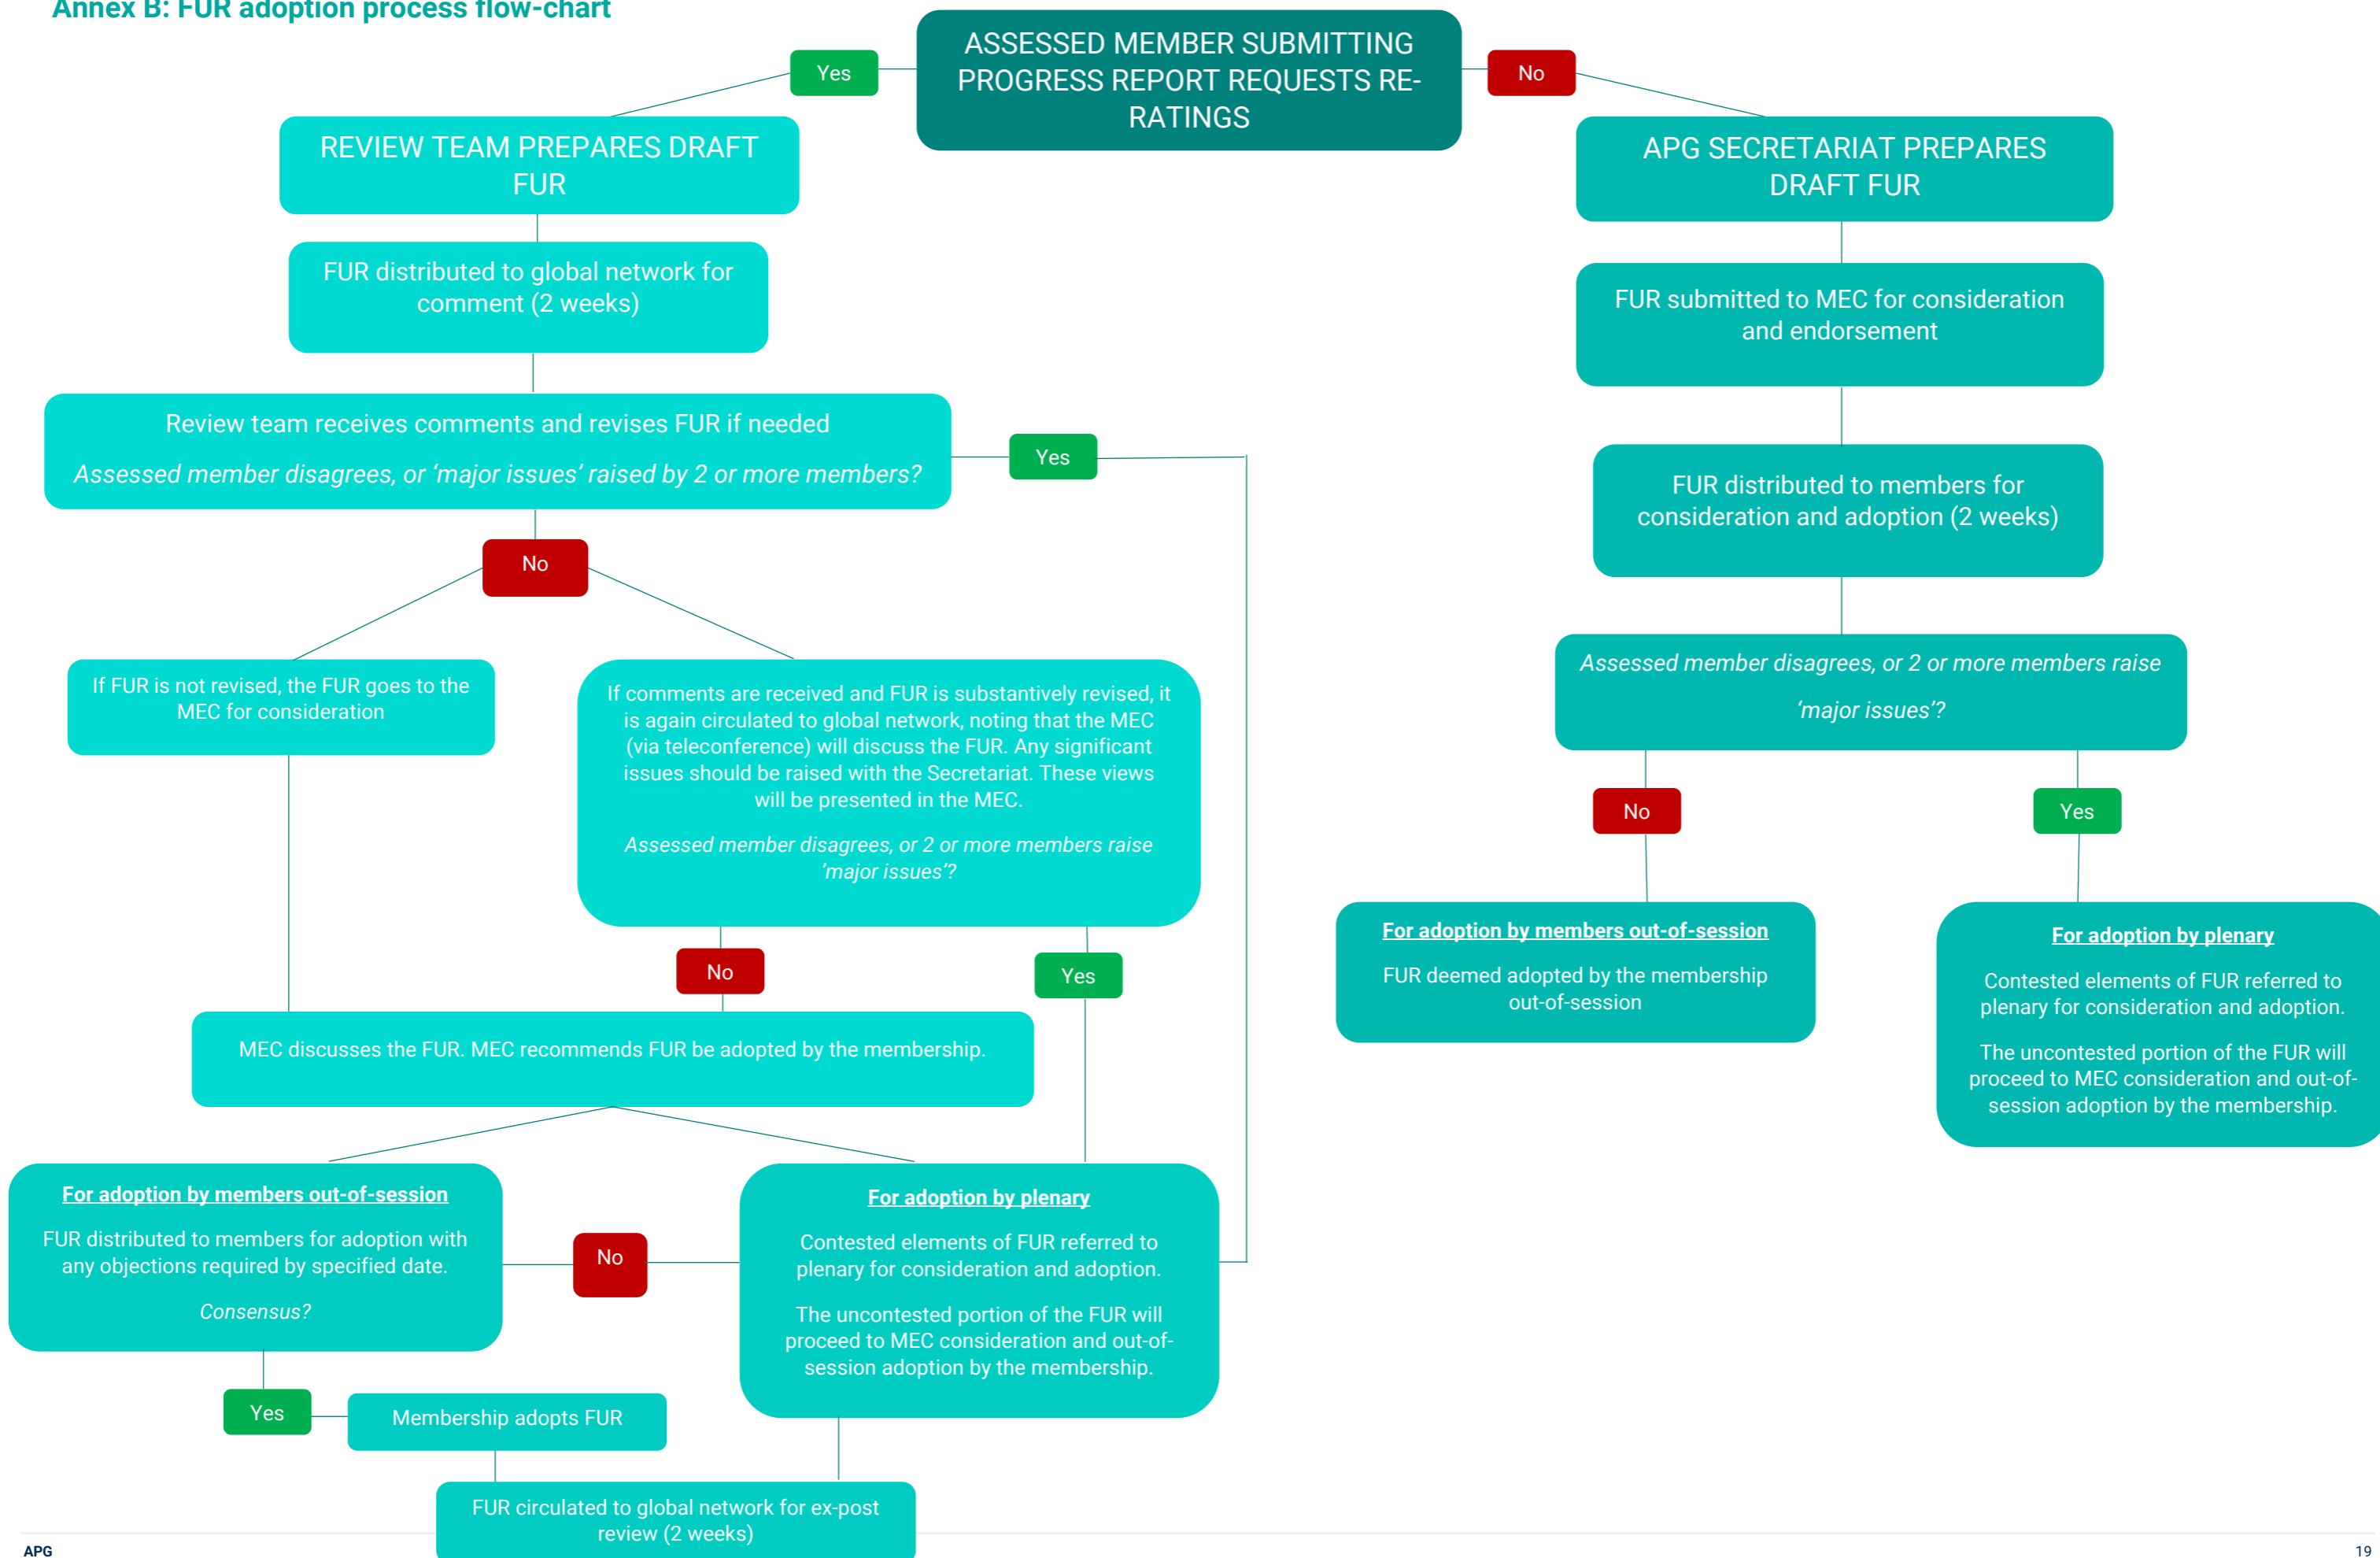 Annex B: FUR adoption process flow-chart
ASSESSED MEMBER SUBMITTING
PROGRESS REPORT REQUESTS RE-
RATINGS
Yes
No
REVIEW TEAM PREPARES DRAFT
FUR
FUR distributed to global network for
comment (2 weeks)
Review team receives comments and revises FUR if needed
Assessed member disagrees, or ‘major issues’ raised by 2 or more members?
Yes
No
If FUR is not revised, the FUR goes to the
MEC for consideration
If comments are received and FUR is substantively revised, it
is again circulated to global network, noting that the MEC
(via teleconference) will discuss the FUR. Any significant
issues should be raised with the Secretariat. These views
will be presented in the MEC.
Assessed member disagrees, or 2 or more members raise
‘major issues’?
No
Yes
MEC discusses the FUR. MEC recommends FUR be adopted by the membership.
For adoption by members out-of-session
FUR distributed to members for adoption with
any objections required by specified date.
Consensus?
No
For adoption by plenary
Contested elements of FUR referred to
plenary for consideration and adoption.
The uncontested portion of the FUR will
proceed to MEC consideration and out-of-
session adoption by the membership.
Yes
Membership adopts FUR
FUR circulated to global network for ex-post
review (2 weeks)
APG SECRETARIAT PREPARES
DRAFT FUR
FUR submitted to MEC for consideration
and endorsement
FUR distributed to members for
consideration and adoption (2 weeks)
Assessed member disagrees, or 2 or more members raise
‘major issues’?
No
Yes
For adoption by members out-of-session
FUR deemed adopted by the membership
out-of-session
For adoption by plenary
Contested elements of FUR referred to
plenary for consideration and adoption.
The uncontested portion of the FUR will
proceed to MEC consideration and out-of-
session adoption by the membership.
APG
19